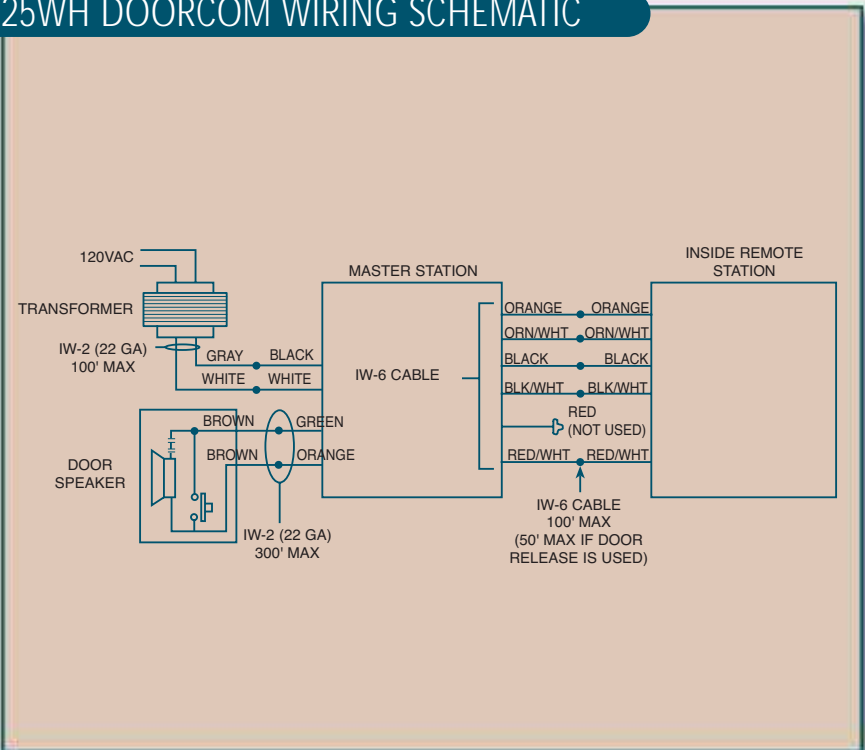 25WH DOORCOM WIRING SCHEMATIC
120VAC
TRANSFORMER
IW-2 (22 GA)
100' MAX
GRAY BLACK
WHITE WHITE
MASTER STATION
IW-6 CABLE
INSIDE REMOTE
STATION
ORANGE ORANGE
ORN/WHT ORN/WHT
BLACK BLACK
BLK/WHT BLK/WHT
RED
(NOT USED)
RED/WHT RED/WHT
IW-6 CABLE
100' MAX
(50' MAX IF DOOR
RELEASE IS USED)
DOOR
SPEAKER
BROWN GREEN
BROWN ORANGE
IW-2 (22 GA)
300' MAX